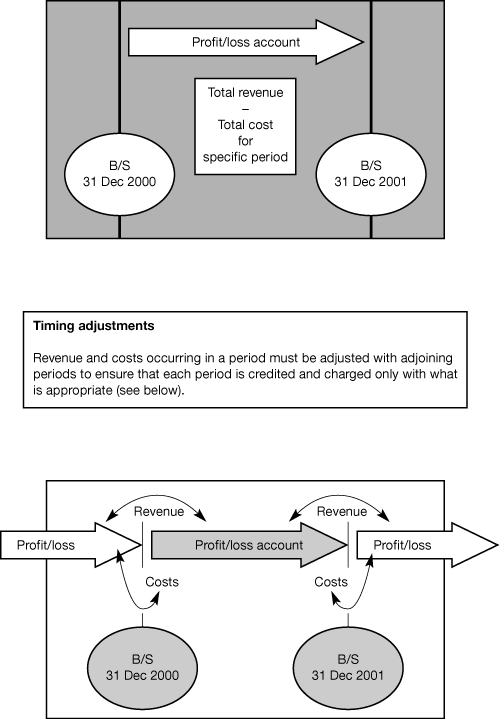 Profit/loss account
Total revenue
–
Total cost
for
specific period
B/S
31 Dec 2000
B/S
31 Dec 2001
Timing adjustments
Revenue and costs occurring in a period must be adjusted with adjoining
periods to ensure that each period is credited and charged only with what
is appropriate (see below).
Revenue
Revenue
Profit/loss
Profit/loss account
Profit/loss
Costs
Costs
B/S
31 Dec 2000
B/S
31 Dec 2001